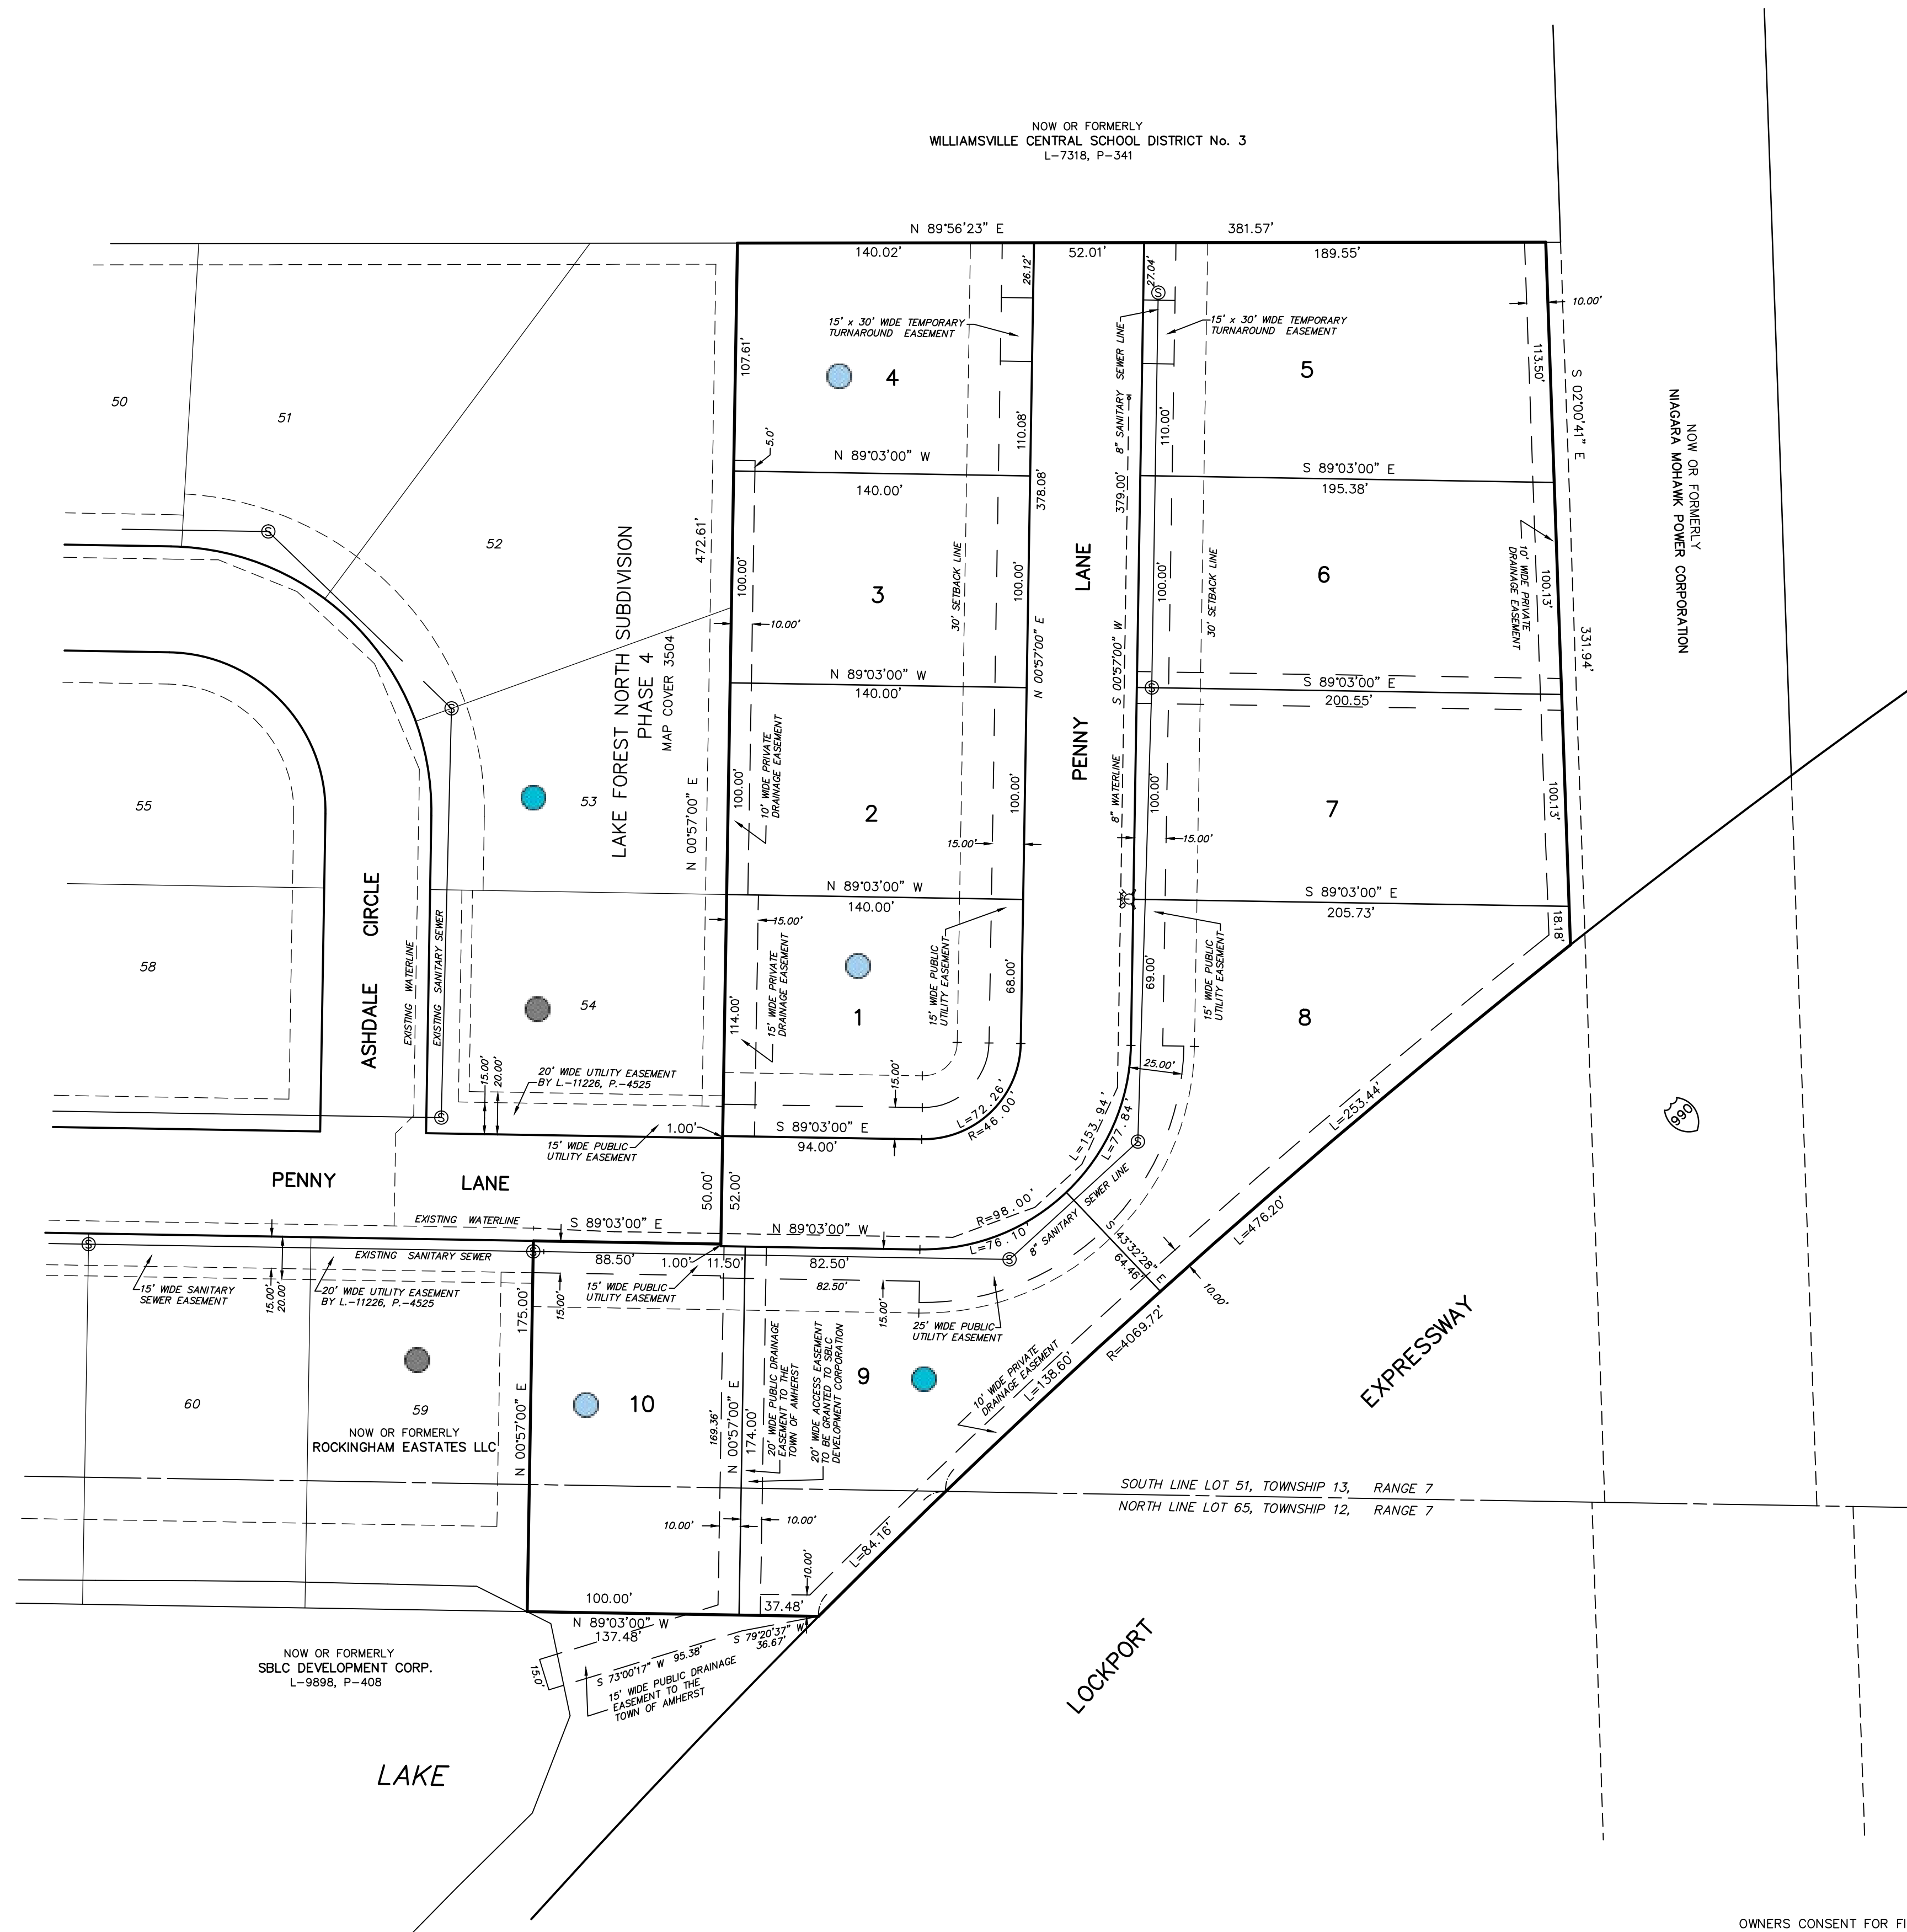 NOW OR FORMERLY
WILLIAMSVILLE CENTRAL SCHOOL DISTRICT No. 3
L-7318, P-341
N 89°56'23" E
381.57'
140.02'
52.01'
189.55'
26.12'
27.04'
10.00'
15' x 30' WIDE TEMPORARY
TURNAROUND EASEMENT
15' x 30' WIDE TEMPORARY
TURNAROUND EASEMENT
8" SANITARY SEWER LINE
107.61'
113.50'
S 02°00'41" E
4
5
50
51
5.0'
110.08'
110.00'
N 89°03'00" W
S 89°03'00" E
140.00'
195.38'
378.08'
379.00'
NOW OR FORMERLY
NIAGARA MOHAWK POWER CORPORATION
52
472.61'
LAKE FOREST NORTH SUBDIVISION
PHASE 4
MAP COVER 3504
100.00'
3
30' SETBACK LINE
100.00'
LANE
100.00'
30' SETBACK LINE
6
10' WIDE PRIVATE
DRAINAGE EASEMENT
100.13'
331.94'
10.00'
N 00°57'00" E
S 00°57'00" W
N 89°03'00" W
140.00'
S 89°03'00" E
200.55'
PENNY
10' WIDE PRIVATE
DRAINAGE EASEMENT
N 00°57'00" E
100.00'
2
100.00'
8" WATERLINE
100.00'
7
100.13'
53
55
15.00'
15.00'
N 89°03'00" W
140.00'
S 89°03'00" E
205.73'
18.18'
ASHDALE CIRCLE
EXISTING WATERLINE
EXISTING SANITARY SEWER
15.00'
15' WIDE PRIVATE
DRAINAGE EASEMENT
15' WIDE PUBLIC
UTILITY EASEMENT
68.00'
69.00'
15' WIDE PUBLIC
UTILITY EASEMENT
58
54
114.00'
1
8
15.00'
20.00'
20' WIDE UTILITY EASEMENT
BY L.-11226, P.-4525
15.00'
25.00'
L=72.26'
R=46.00'
L=153.94'
L=77.84'
L=253.44'
990
1.00'
S 89°03'00" E
94.00'
15' WIDE PUBLIC
UTILITY EASEMENT
PENNY
LANE
50.00'
52.00'
EXISTING WATERLINE
S 89°03'00" E
N 89°03'00" W
R=98.00'
L=76.10'
8" SANITARY SEWER LINE
S 43°32'28" E
64.46'
L=476.20'
EXISTING SANITARY SEWER
88.50'
1.00'
11.50'
82.50'
15' WIDE SANITARY
SEWER EASEMENT
15.00'
20.00'
20' WIDE UTILITY EASEMENT
BY L.-11226, P.-4525
175.00'
15.00'
15' WIDE PUBLIC
UTILITY EASEMENT
82.50'
15.00'
25' WIDE PUBLIC
UTILITY EASEMENT
10.00'
R=4069.72'
L=138.60'
10' WIDE PRIVATE
DRAINAGE EASEMENT
EXPRESSWAY
60
59
NOW OR FORMERLY
ROCKINGHAM EASTATES LLC
N 00°57'00" E
10
169.36'
N 00°57'00" E
174.00'
20' WIDE PUBLIC DRAINAGE
EASEMENT TO THE
TOWN OF AMHERST
20' WIDE ACCESS EASEMENT
TO BE GRANTED TO SBLC
DEVELOPMENT CORPORATION
9
SOUTH LINE LOT 51, TOWNSHIP 13, RANGE 7
NORTH LINE LOT 65, TOWNSHIP 12, RANGE 7
10.00'
10.00'
L=84.16'
10.00'
100.00'
37.48'
N 89°03'00" W
137.48'
S 79°20'37" W
36.67'
S 73°00'17" W 95.38'
15.0'
15' WIDE PUBLIC DRAINAGE
EASEMENT TO THE
TOWN OF AMHERST
NOW OR FORMERLY
SBLC DEVELOPMENT CORP.
L-9898, P-408
LAKE
LOCKPORT
OWNERS CONSENT FOR FI